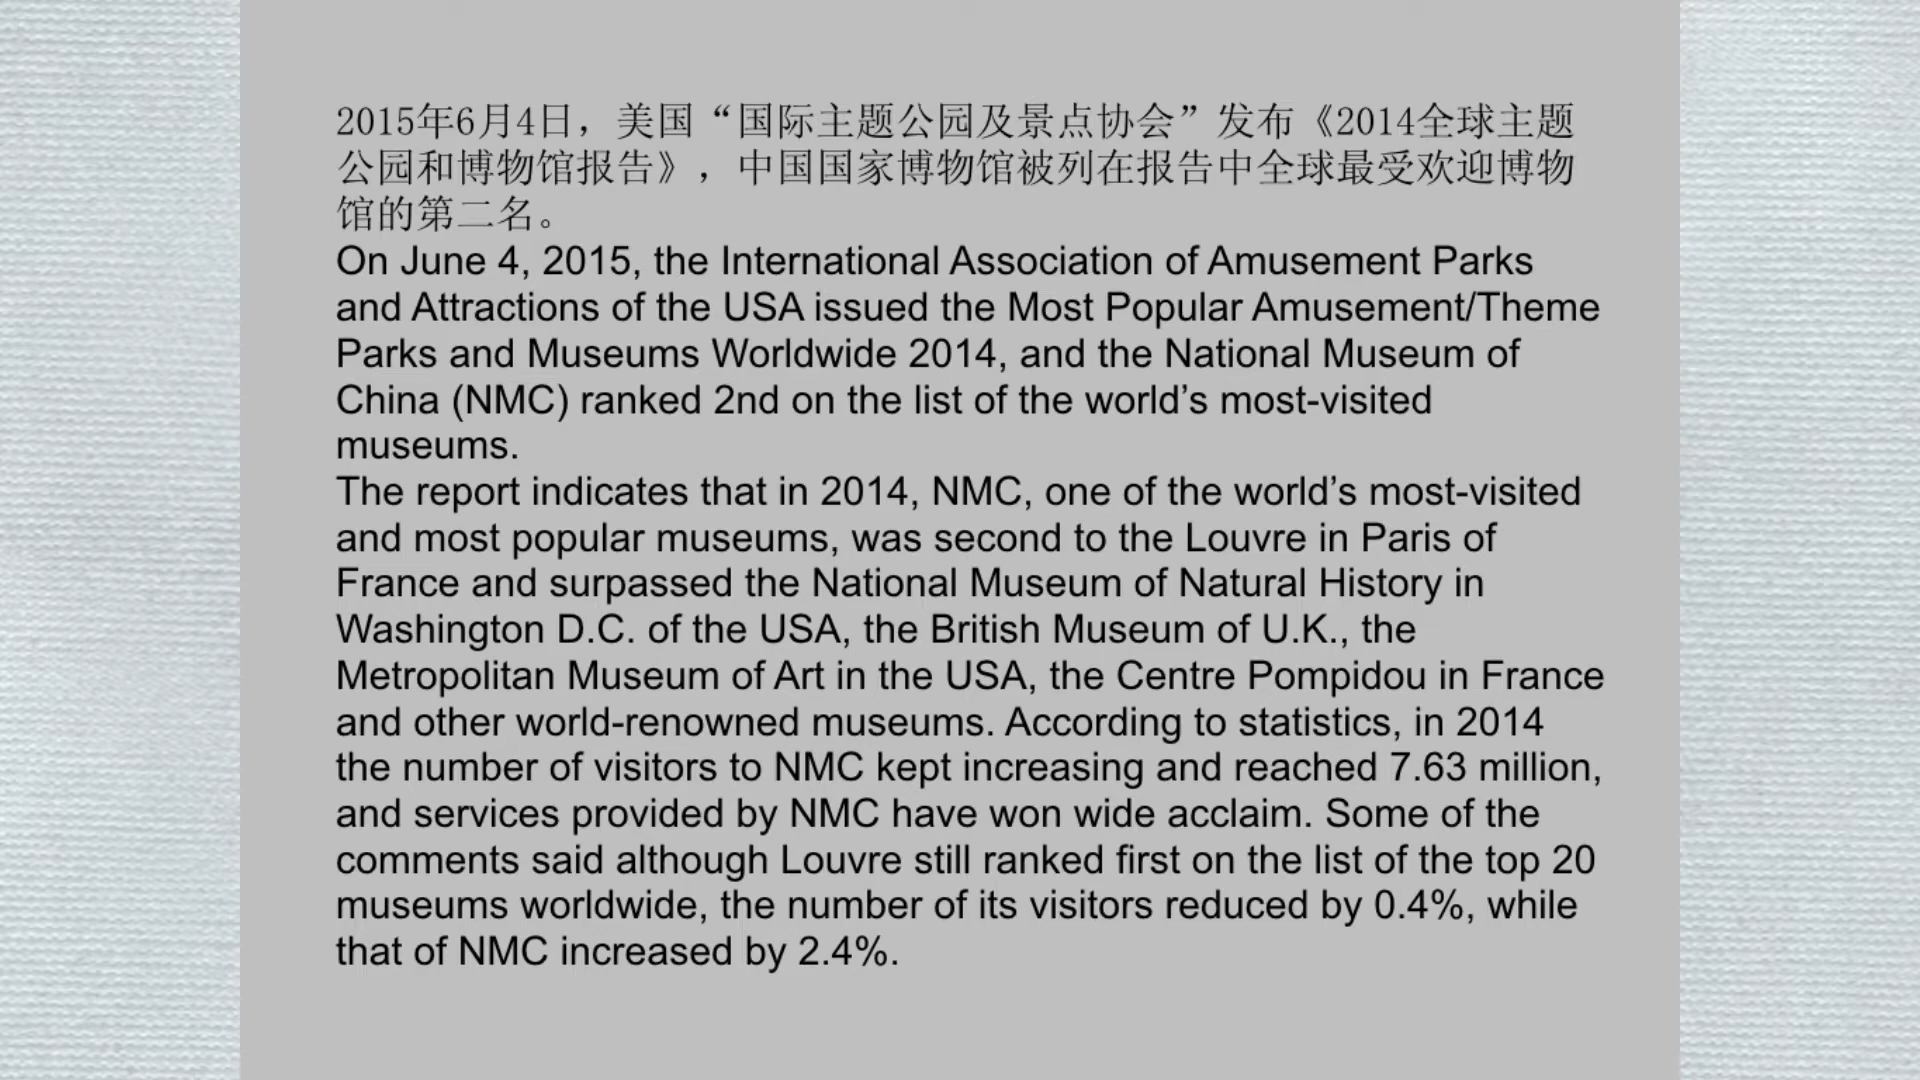 2015年6月4日，美国“国际主题公园及景点协会”发布《2014全球主题
公园和博物馆报告》，中国国家博物馆被列在报告中全球最受欢迎博物
馆的第二名。
On June 4, 2015, the International Association of Amusement Parks
and Attractions of the USA issued the Most Popular Amusement/Theme
Parks and Museums Worldwide 2014, and the National Museum of
China (NMC) ranked 2nd on the list of the world’s most-visited
museums.
The report indicates that in 2014, NMC, one of the world’s most-visited
and most popular museums, was second to the Louvre in Paris of
France and surpassed the National Museum of Natural History in
Washington D.C. of the USA, the British Museum of U.K., the
Metropolitan Museum of Art in the USA, the Centre Pompidou in France
and other world-renowned museums. According to statistics, in 2014
the number of visitors to NMC kept increasing and reached 7.63 million,
and services provided by NMC have won wide acclaim. Some of the
comments said although Louvre still ranked first on the list of the top 20
museums worldwide, the number of its visitors reduced by 0.4%, while
that of NMC increased by 2.4%.